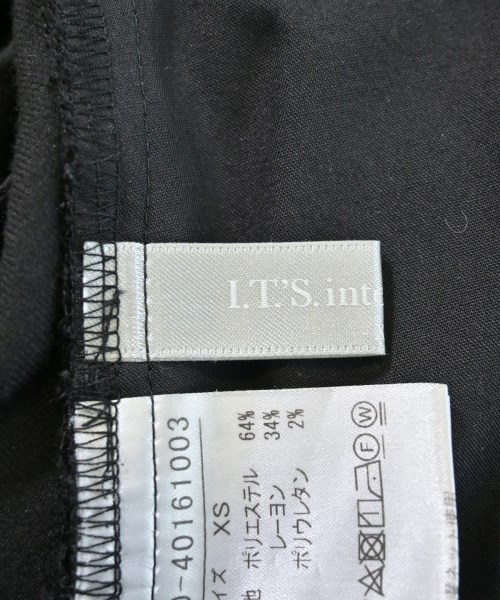 I.T.'S. inte
0-40161003
イズ XS
地 ポリエステル 64%
レーヨン 34%
ポリウレタン 2%
F W